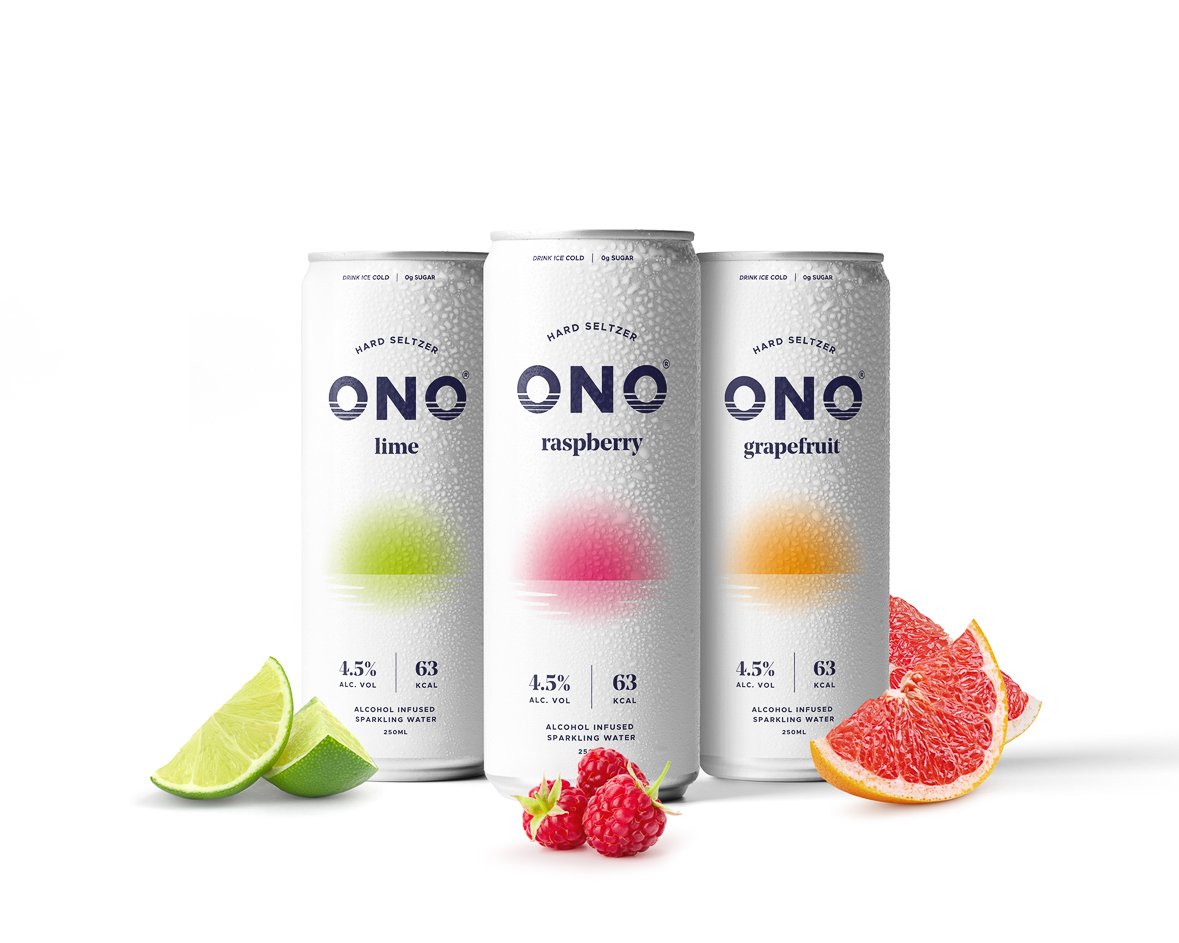 DRINK ICE COLD | 0g SUGAR
HARD SELTZER
ONO®
lime
4.5% | 63
ALC. VOL | KCAL
ALCOHOL INFUSED
SPARKLING WATER
250ML
DRINK ICE COLD | 0g SUGAR
HARD SELTZER
ONO®
raspberry
4.5% | 63
ALC. VOL | KCAL
ALCOHOL INFUSED
SPARKLING WATER
DRINK ICE COLD | 0g SUGAR
HARD SELTZER
ONO®
grapefruit
4.5% | 63
ALC. VOL | KCAL
ALCOHOL INFUSED
SPARKLING WATER
250ML